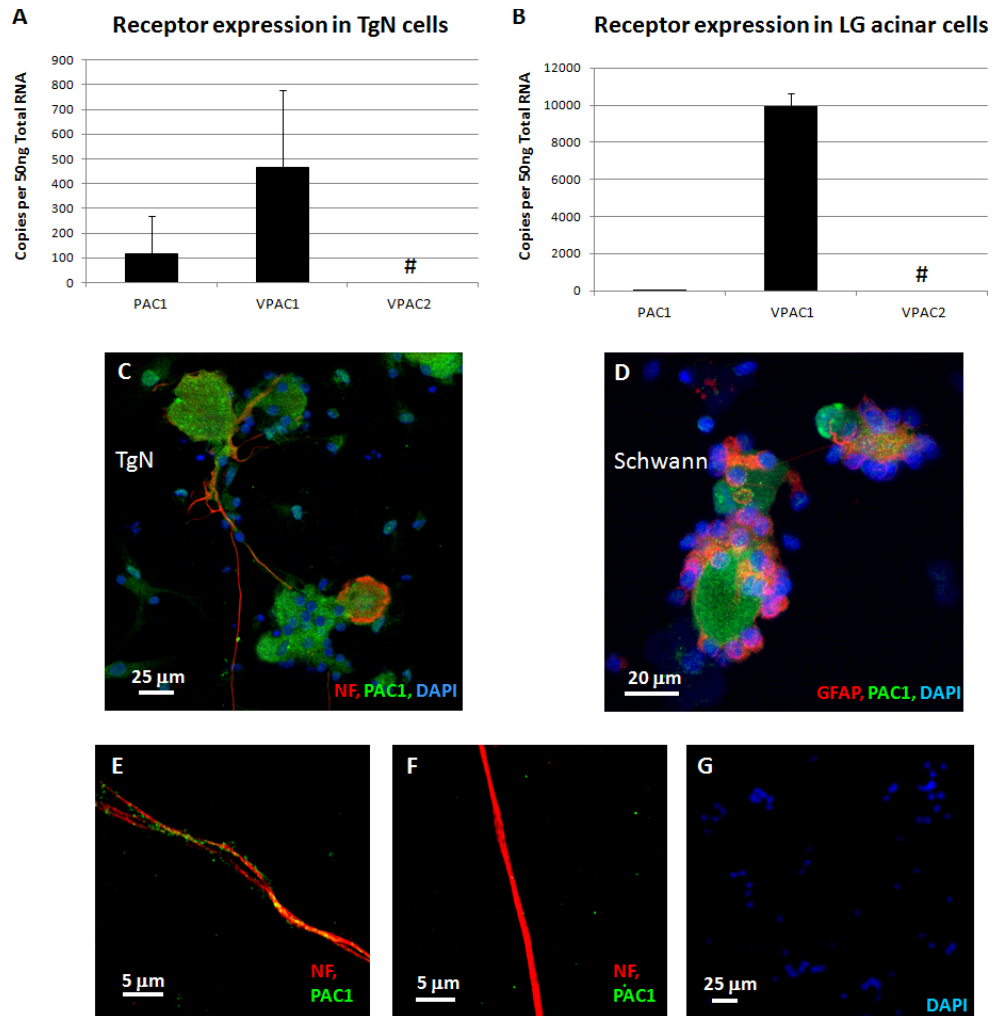 A
Receptor expression in TgN cells
Copies per 50ng Total RNA
900
800
700
600
500
400
300
200
100
0
#
PAC1 VPAC1 VPAC2
B
Receptor expression in LG acinar cells
Copies per 50ng Total RNA
12000
10000
8000
6000
4000
2000
0
#
PAC1 VPAC1 VPAC2
C
TgN
25 µm
NF, PAC1, DAPI
D
Schwann
20 µm
GFAP, PAC1, DAPI
E
5 µm
NF,
PAC1
F
5 µm
NF,
PAC1
G
25 µm
DAPI